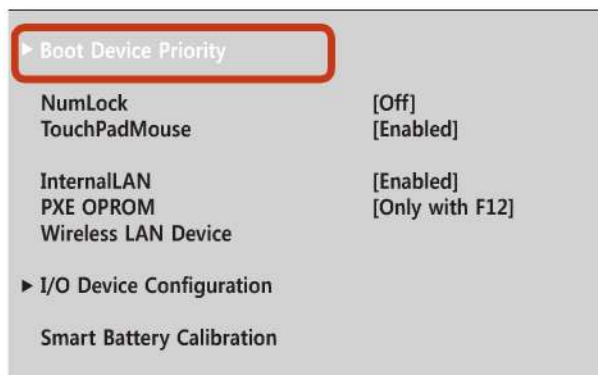 ▶ Boot Device Priority
NumLock [Off]
TouchPadMouse [Enabled]
InternalLAN [Enabled]
PXE OPROM [Only with F12]
Wireless LAN Device
▶ I/O Device Configuration
Smart Battery Calibration